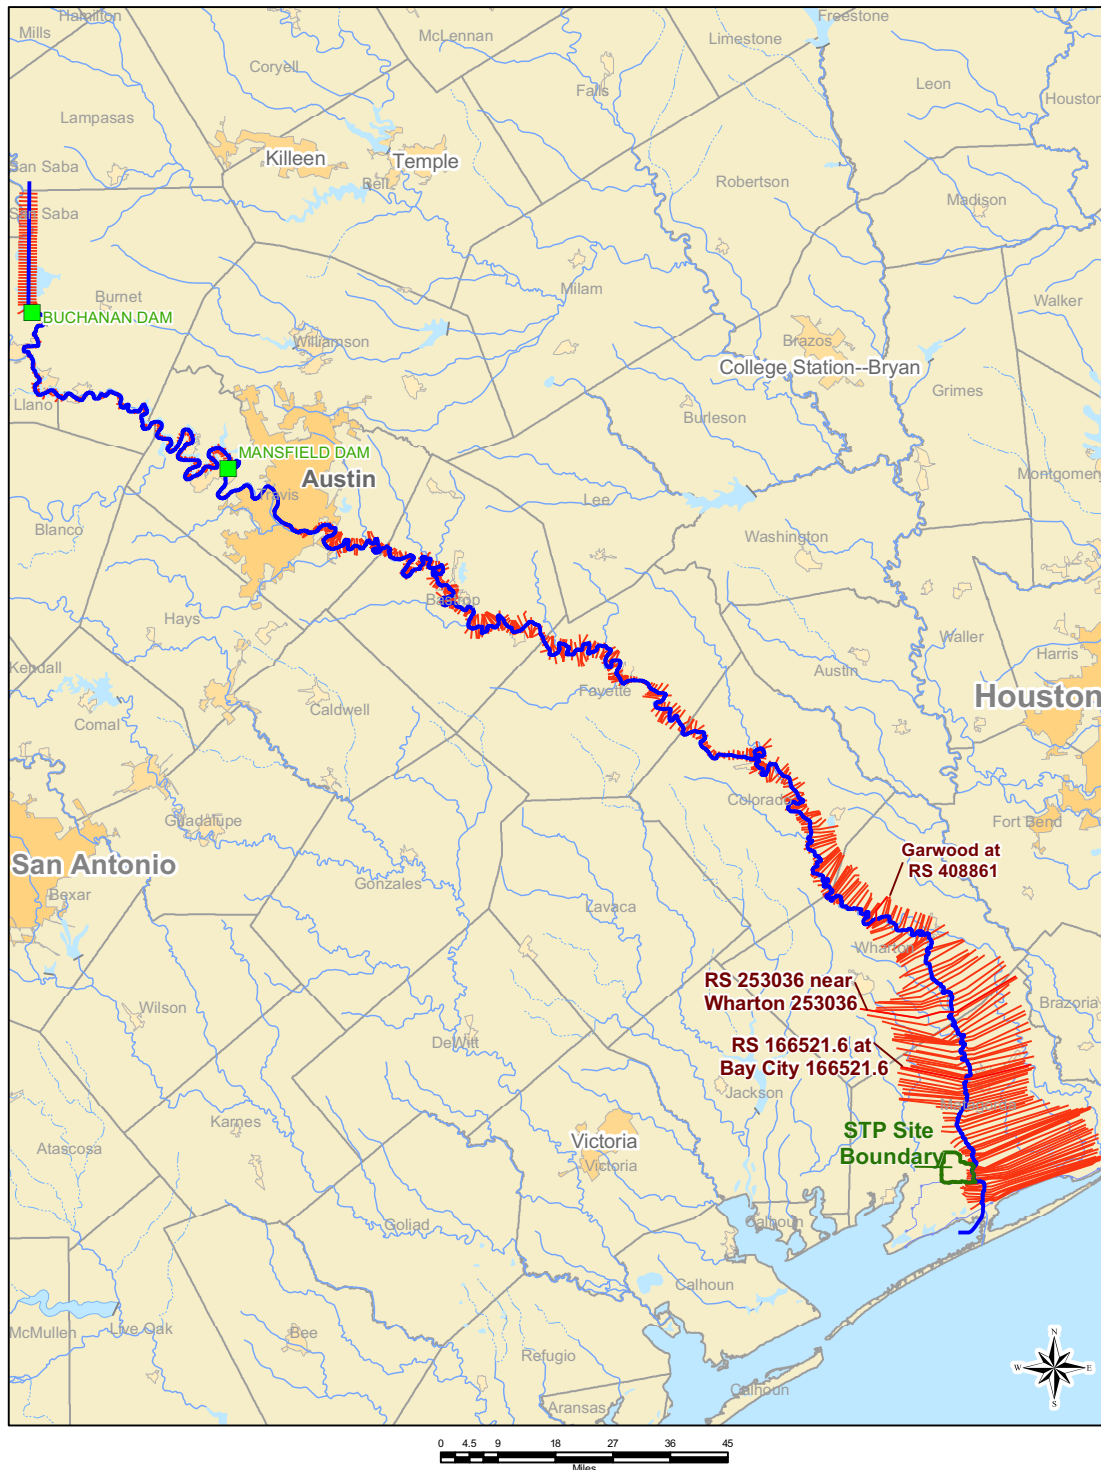 Hamilton
Freestone
Mills
McLennan
Limestone
Coryell
Falls
Leon
Houston
Lampasas
San Saba
Killeen
Temple
Bell
Robertson
Madison
San Saba
Burnet
Milam
Walker
BUCHANAN DAM
Williamson
Brazos
College Station--Bryan
Grimes
Llano
Burleson
MANSFIELD DAM
Austin
Travis
Lee
Montgomery
Blanco
Washington
Bastrop
Hays
Waller
Harris
Kendall
Austin
Fayette
Houston
Comal
Caldwell
Colorado
Guadalupe
Fort Bend
San Antonio
Garwood at
RS 408861
Bexar
Gonzales
Lavaca
Wharton
RS 253036 near
Wharton 253036
Wilson
Brazoria
DeWitt
RS 166521.6 at
Bay City 166521.6
Jackson
Matagorda
Karnes
STP Site
Boundary
Atascosa
Victoria
Victoria
Goliad
Calhoun
Calhoun
McMullen
Live Oak
Bee
Refugio
Calhoun
Aransas
N
W
E
S
0 4.5 9 18 27 36 45
Miles